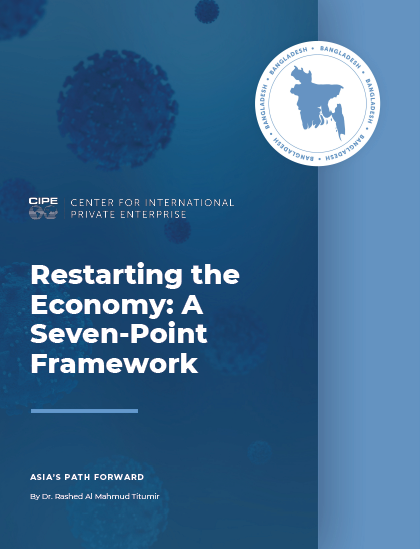 BANGLADESH • BANGLADESH • BANGLADESH • BANGLADESH • BANGLADESH • BANGLADESH •
CIPE
CENTER FOR INTERNATIONAL
PRIVATE ENTERPRISE
Restarting the
Economy: A
Seven-Point
Framework
ASIA'S PATH FORWARD
By Dr. Rashed Al Mahmud Titumir